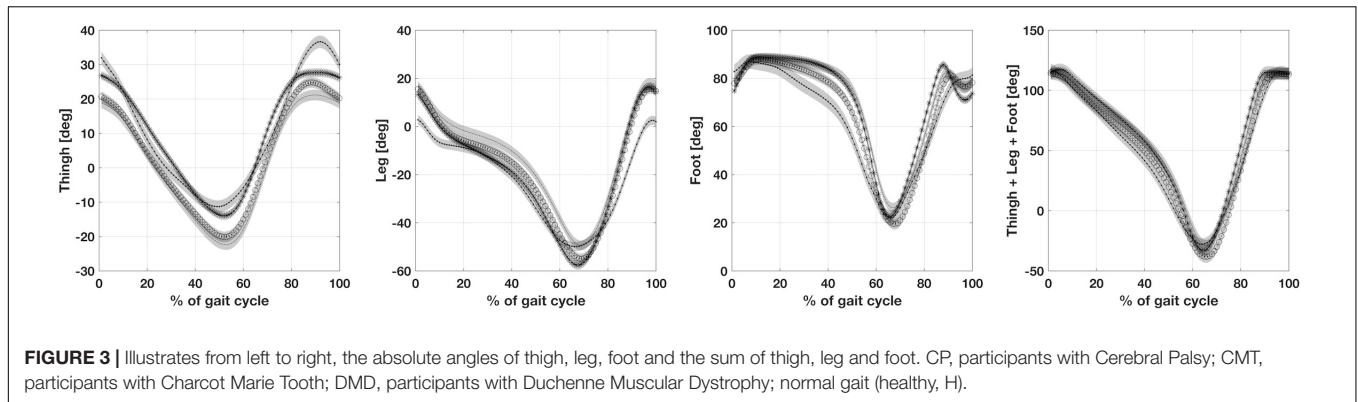 40
30
20
10
0
-10
-20
-30
Thingh [deg]
0 20 40 60 80 100
% of gait cycle
40
20
0
-20
-40
-60
Leg [deg]
0 20 40 60 80 100
% of gait cycle
100
80
60
40
20
0
Foot [deg]
0 20 40 60 80 100
% of gait cycle
150
100
50
0
-50
Thingh + Leg + Foot [deg]
0 20 40 60 80 100
% of gait cycle
FIGURE 3 | Illustrates from left to right, the absolute angles of thigh, leg, foot and the sum of thigh, leg and foot. CP, participants with Cerebral Palsy; CMT,
participants with Charcot Marie Tooth; DMD, participants with Duchenne Muscular Dystrophy; normal gait (healthy, H).